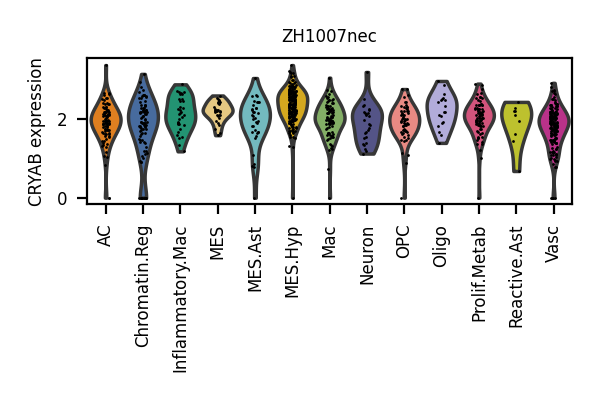 ZH1007nec
CRYAB expression
2
0
AC
Chromatin.Reg
Inflammatory.Mac
MES
MES.Ast
MES.Hyp
Mac
Neuron
OPC
Oligo
Prolif.Metab
Reactive.Ast
Vasc